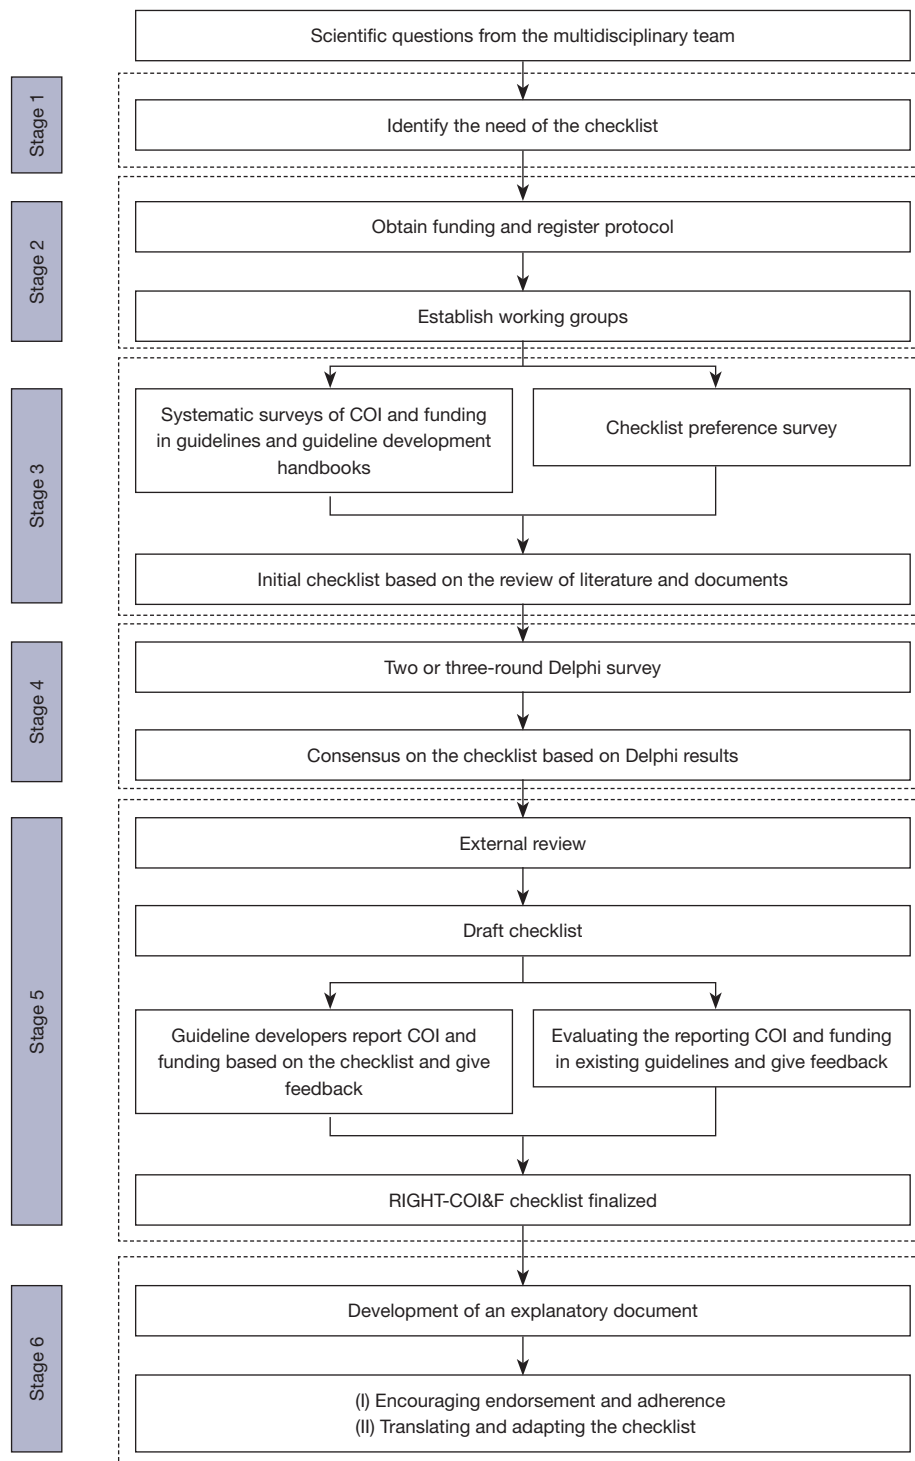 Scientific questions from the multidisciplinary team
Stage 1
Identify the need of the checklist
Stage 2
Obtain funding and register protocol
Establish working groups
Stage 3
Systematic surveys of COI and funding
in guidelines and guideline development
handbooks
Checklist preference survey
Initial checklist based on the review of literature and documents
Stage 4
Two or three-round Delphi survey
Consensus on the checklist based on Delphi results
Stage 5
External review
Draft checklist
Guideline developers report COI and
funding based on the checklist and give
feedback
Evaluating the reporting COI and funding
in existing guidelines and give feedback
RIGHT-COI&F checklist finalized
Stage 6
Development of an explanatory document
(I) Encouraging endorsement and adherence
(II) Translating and adapting the checklist